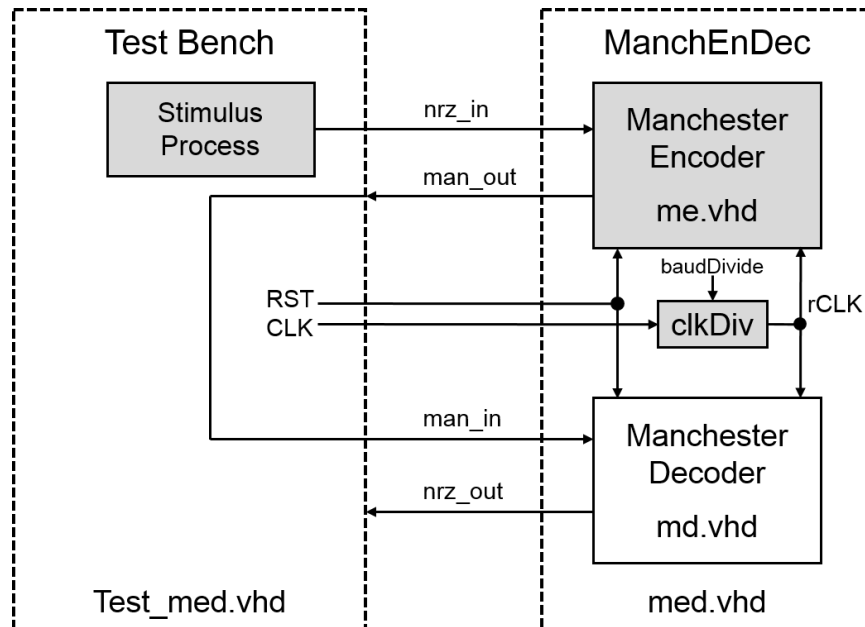 Test Bench
ManchEnDec
Stimulus
Process
nrz_in
Manchester
Encoder
me.vhd
man_out
baudDivide
RST
CLK
clkDiv
rCLK
man_in
Manchester
Decoder
md.vhd
nrz_out
Test_med.vhd
med.vhd